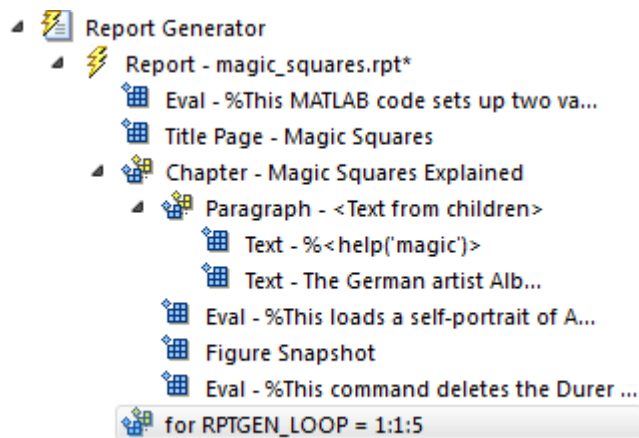 Report Generator
Report - magic_squares.rpt*
Eval - %This MATLAB code sets up two va...
Title Page - Magic Squares
Chapter - Magic Squares Explained
Paragraph - <Text from children>
Text - %<help('magic')>
Text - The German artist Alb...
Eval - %This loads a self-portrait of A...
Figure Snapshot
Eval - %This command deletes the Durer ...
for RPTGEN_LOOP = 1:1:5